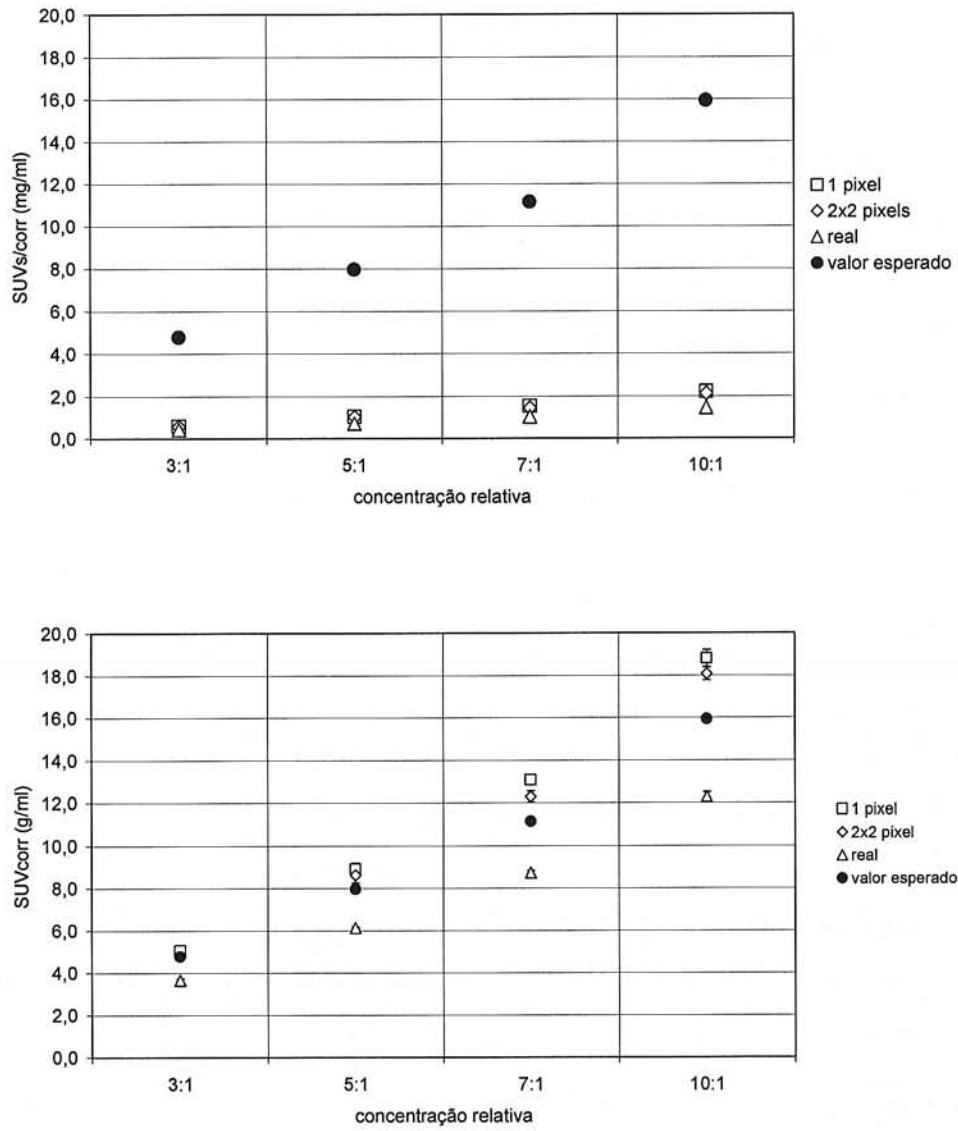 20,0
18,0
16,0
14,0
12,0
10,0
8,0
6,0
4,0
2,0
0,0
SUVs/corr (mg/ml)
3:1 5:1 7:1 10:1
concentração relativa
1 pixel
2x2 pixels
real
valor esperado
20,0
18,0
16,0
14,0
12,0
10,0
8,0
6,0
4,0
2,0
0,0
SUVcorr (g/ml)
3:1 5:1 7:1 10:1
concentração relativa
1 pixel
2x2 pixel
real
valor esperado